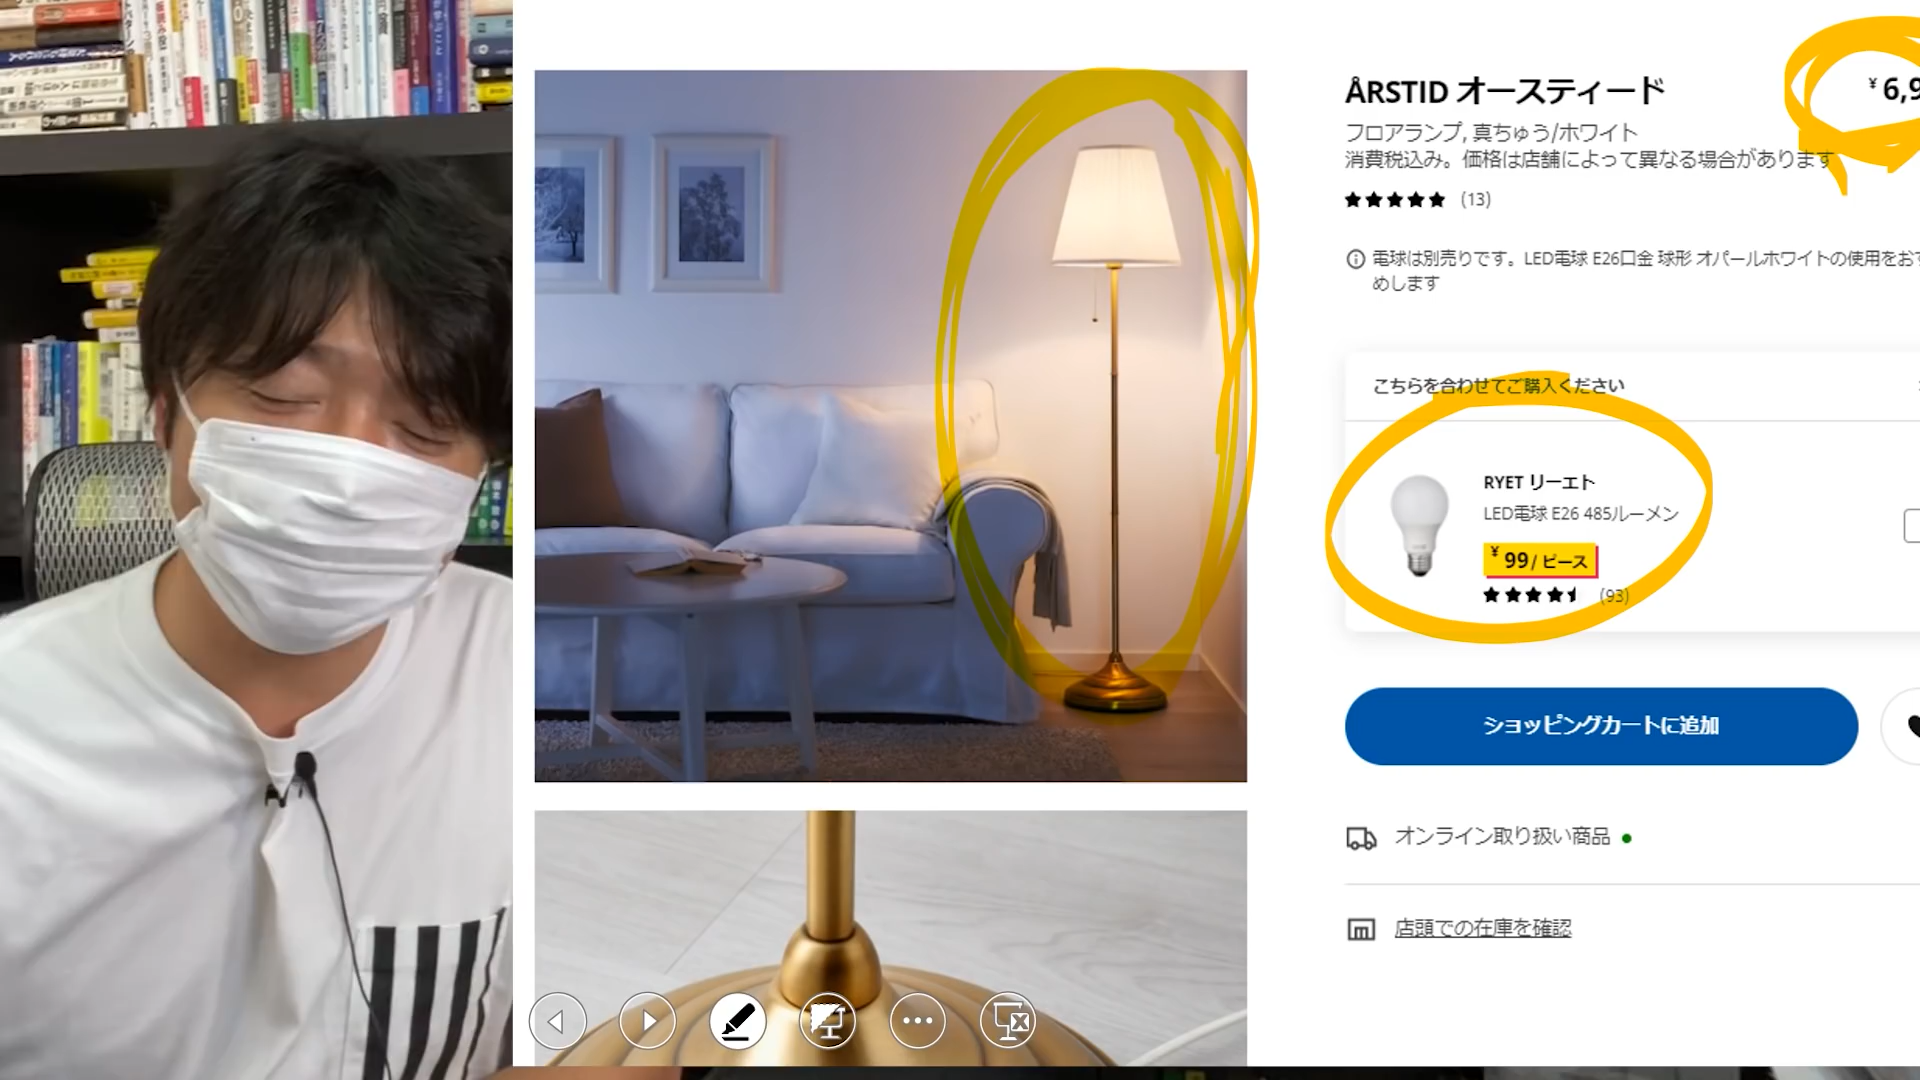 ÅRSTID オースティード
¥6,9
フロアランプ, 真ちゅう/ホワイト
消費税込み。価格は店舗によって異なる場合があります
(13)
電球は別売りです。LED電球 E26口金 球形 オパールホワイトの使用をおす
めします
こちらを合わせてご購入ください
RYET リーエト
LED電球 E26 485ルーメン
¥99/ ピース
(93)
ショッピングカートに追加
オンライン取り扱い商品
店頭での在庫を確認